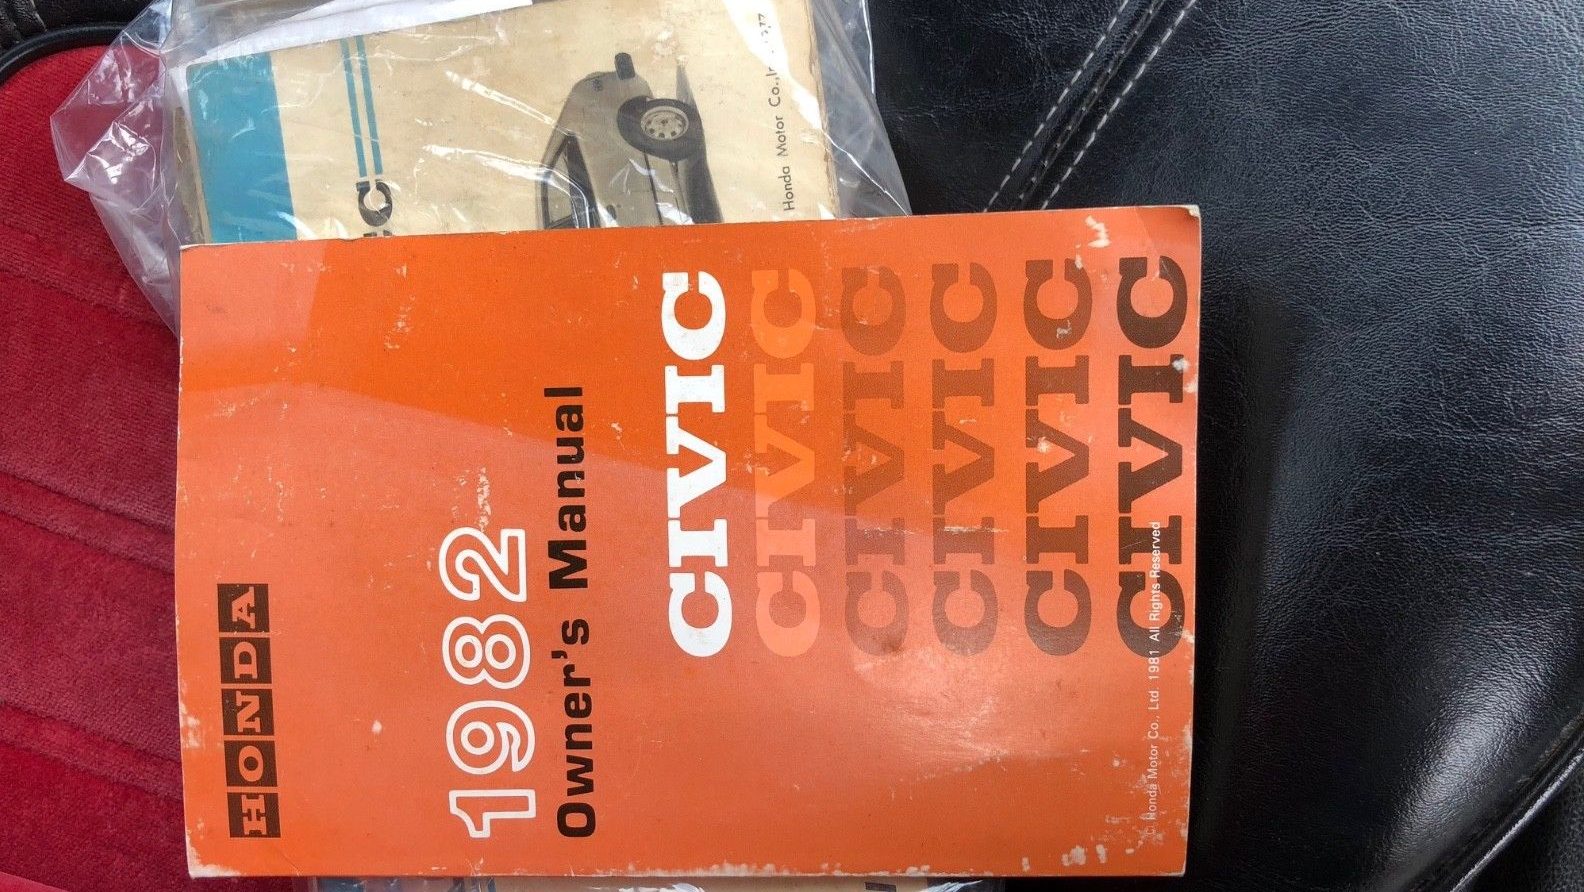 HONDA
1982
Owner's Manual
CIVIC
CIVIC
CIVIC
CIVIC
CIVIC
CIVIC
© Honda Motor Co., Ltd. 1981 All Rights Reserved
Honda Motor Co.,